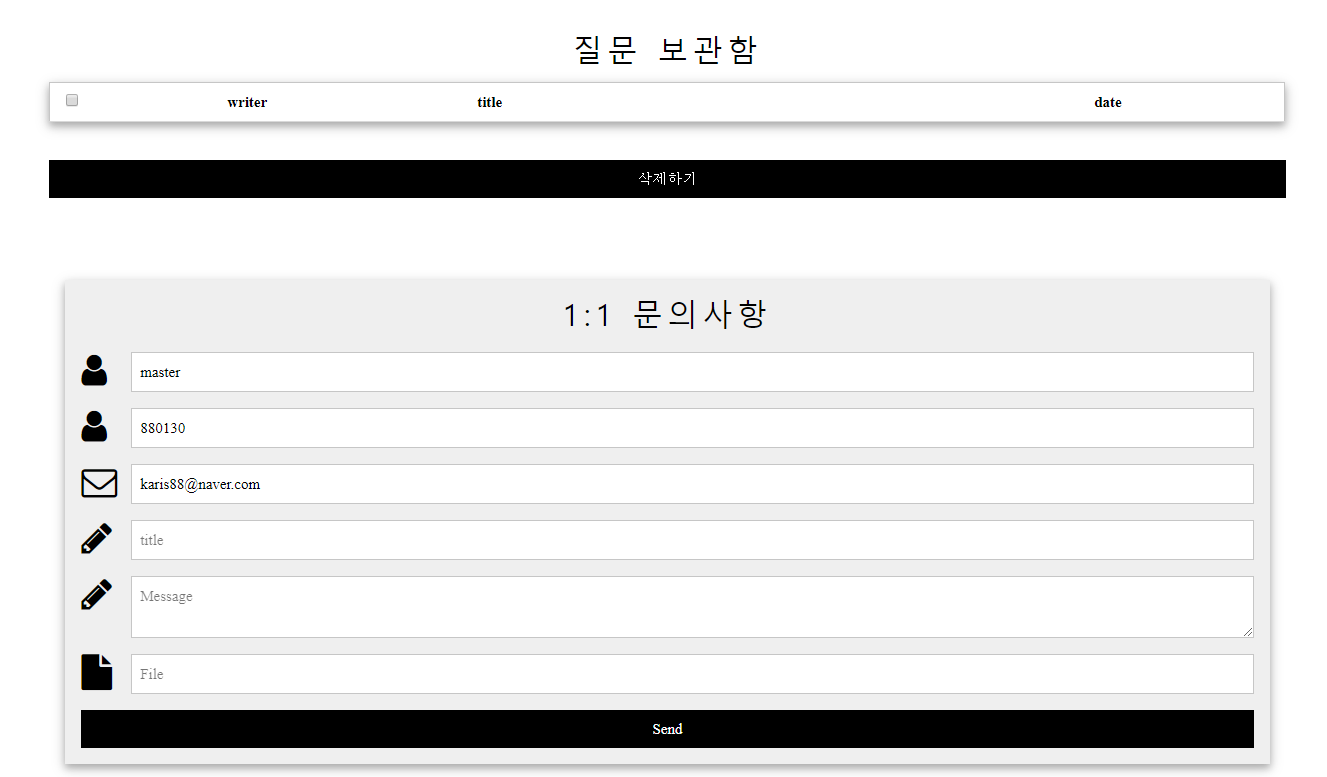 질문 보관함
writer title date
삭제하기
1:1 문의사항
master
880130
karis88@naver.com
title
Message
File
Send